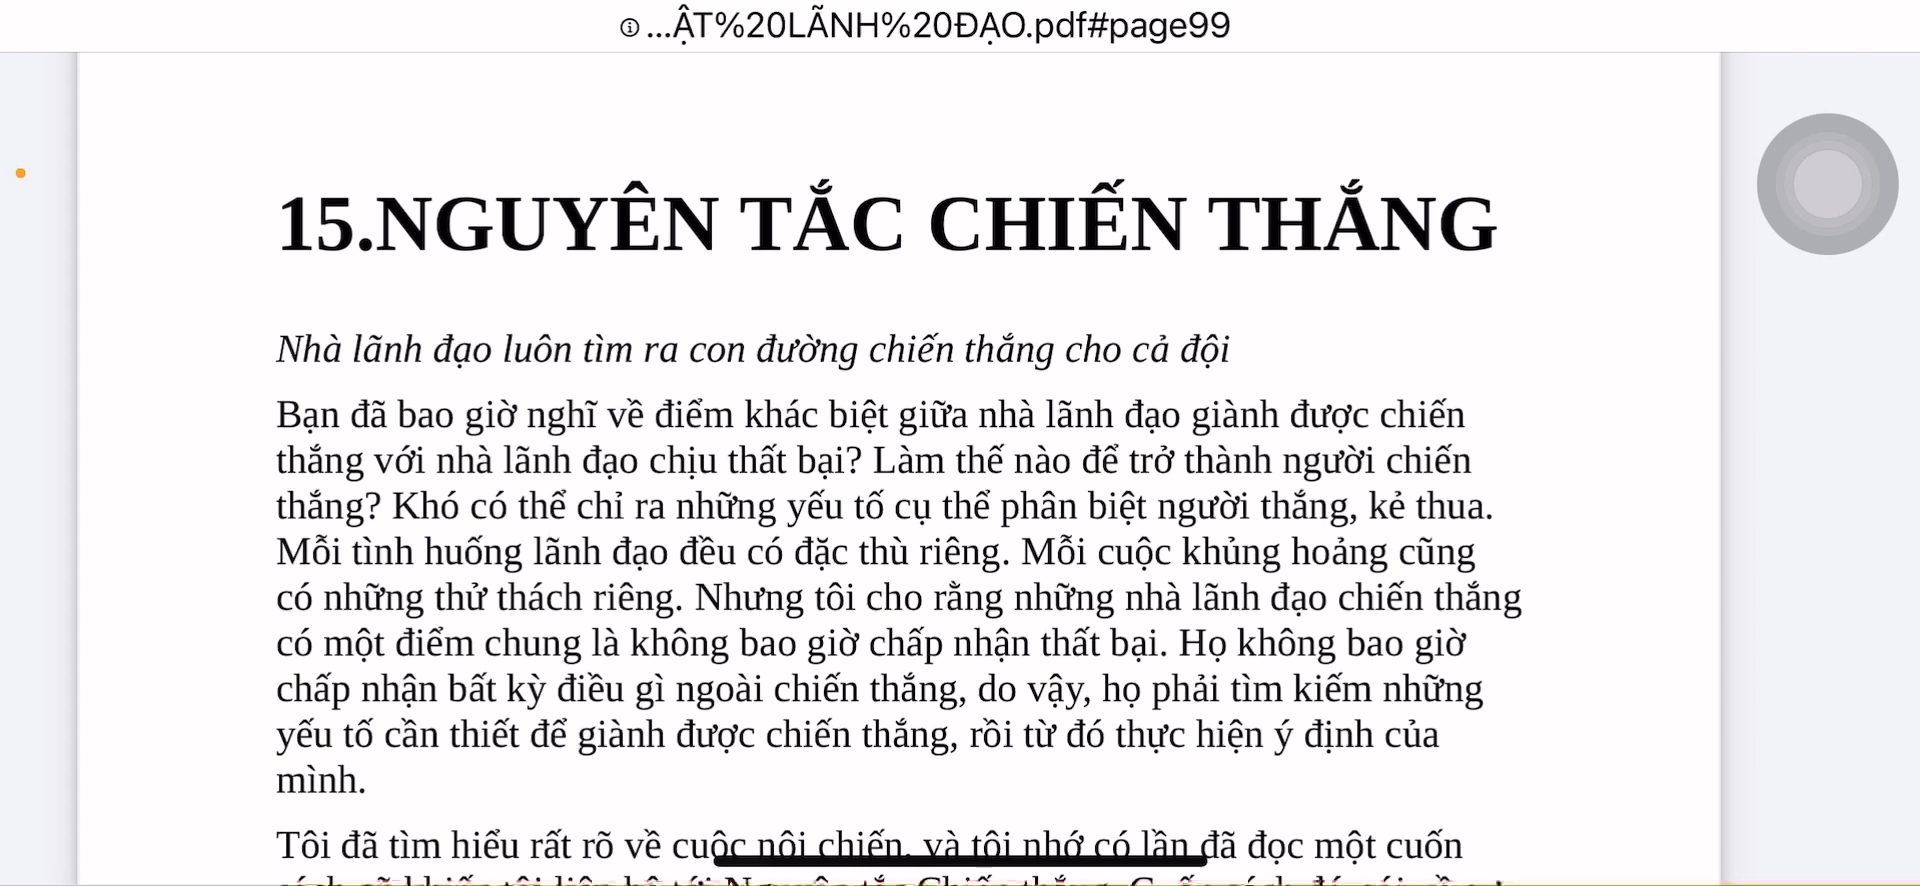 ...ẬT%20LÃNH%20ĐẠO.pdf#page99
15.NGUYÊN TẮC CHIẾN THẮNG
Nhà lãnh đạo luôn tìm ra con đường chiến thắng cho cả đội
Bạn đã bao giờ nghĩ về điểm khác biệt giữa nhà lãnh đạo giành được chiến
thắng với nhà lãnh đạo chịu thất bại? Làm thế nào để trở thành người chiến
thắng? Khó có thể chỉ ra những yếu tố cụ thể phân biệt người thắng, kẻ thua.
Mỗi tình huống lãnh đạo đều có đặc thù riêng. Mỗi cuộc khủng hoảng cũng
có những thử thách riêng. Nhưng tôi cho rằng những nhà lãnh đạo chiến thắng
có một điểm chung là không bao giờ chấp nhận thất bại. Họ không bao giờ
chấp nhận bất kỳ điều gì ngoài chiến thắng, do vậy, họ phải tìm kiếm những
yếu tố cần thiết để giành được chiến thắng, rồi từ đó thực hiện ý định của
mình.
Tôi đã tìm hiểu rất rõ về cuộc nội chiến, và tôi nhớ có lần đã đọc một cuốn